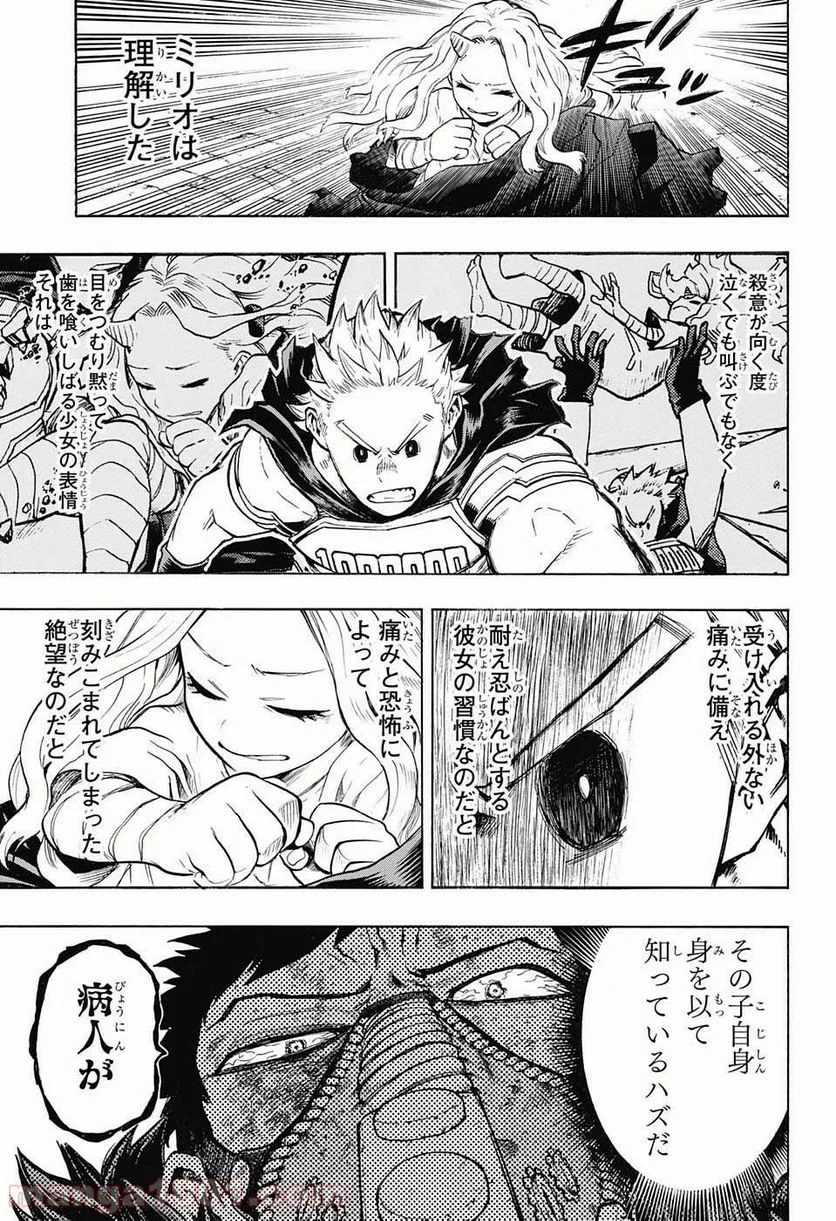 ギュッ
ミリオは
理解した
殺意が向く度
泣くでも叫ぶでもなく
目をつむり黙って
歯を喰いしばる少女の表情
それは
1000000
受け入れる外ない
痛みに備え
耐え忍ばんとする
彼女の習慣なのだと
痛みと恐怖に
よって
刻みこまれてしまった
絶望なのだと
その子自身
身を以て
知っているハズだ
病人が